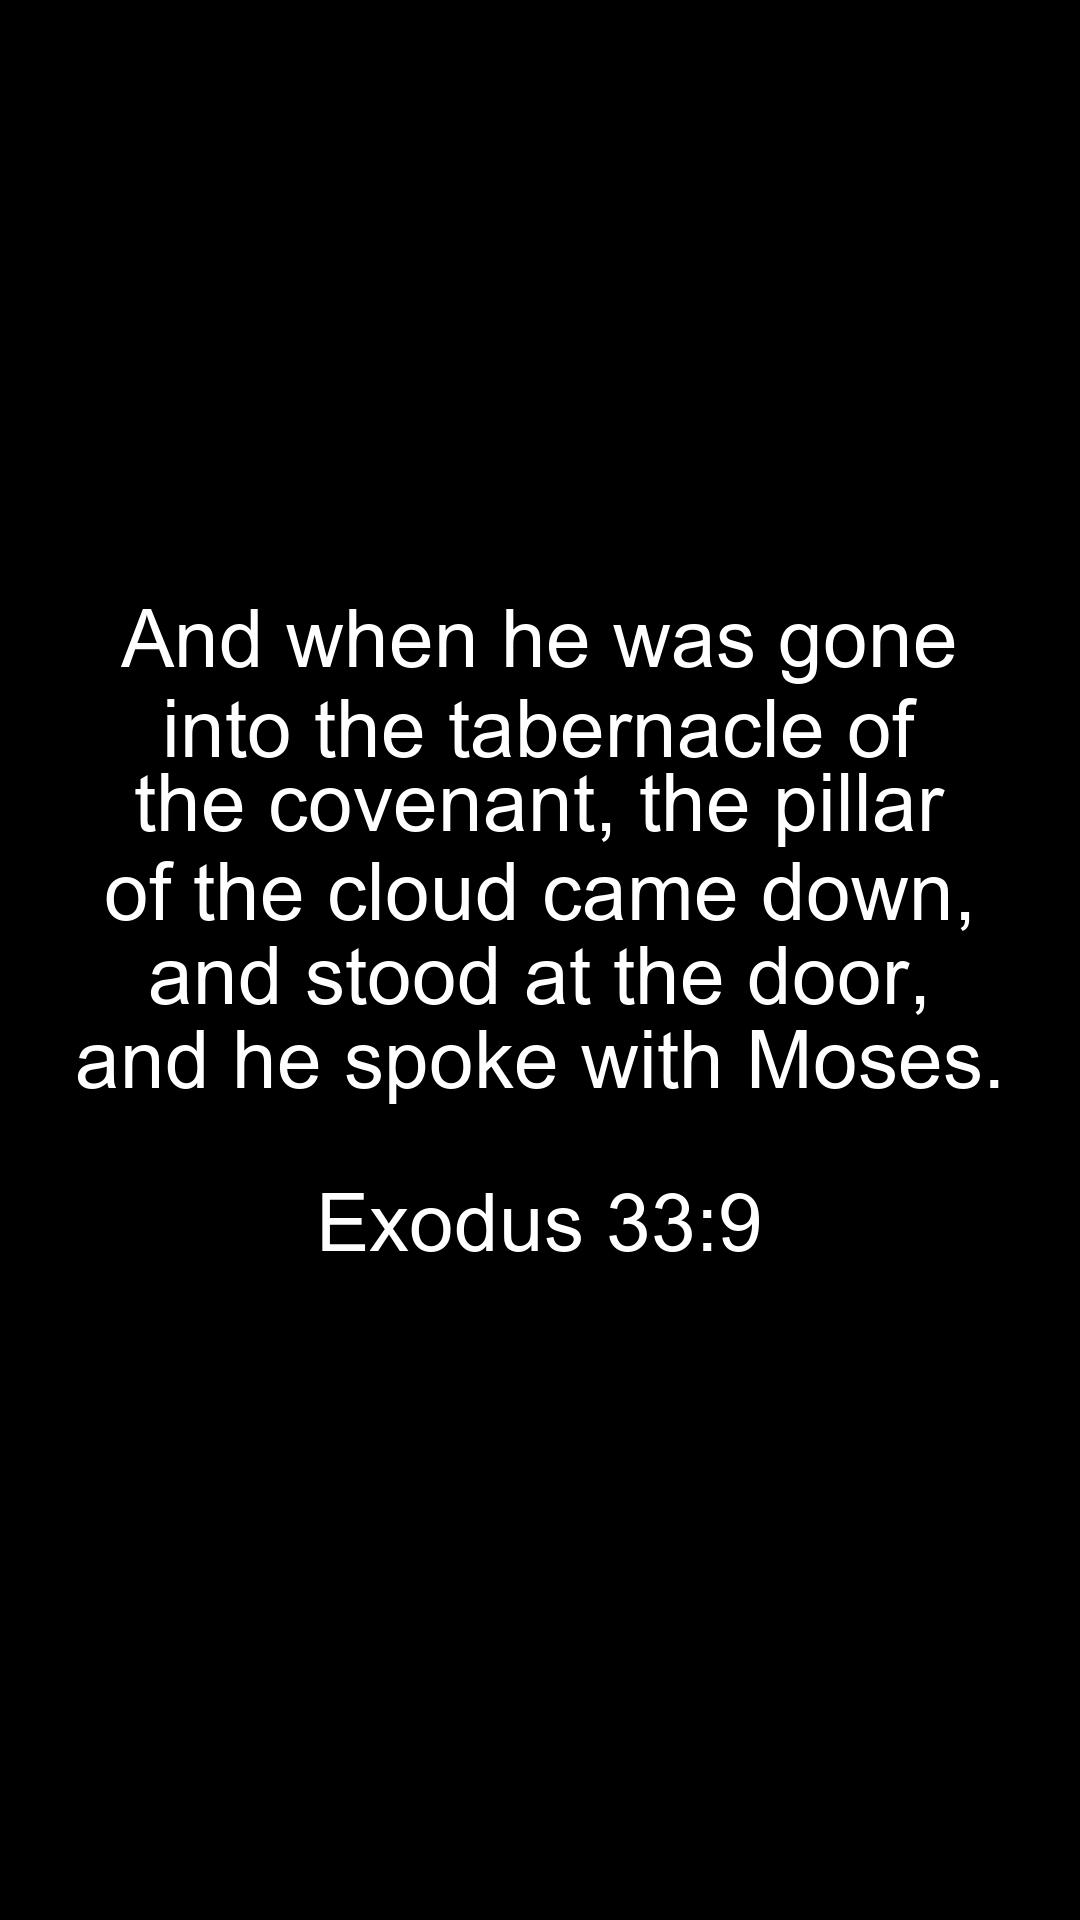 And when he was gone
into the tabernacle of
the covenant, the pillar
of the cloud came down,
and stood at the door,
and he spoke with Moses.
Exodus 33:9